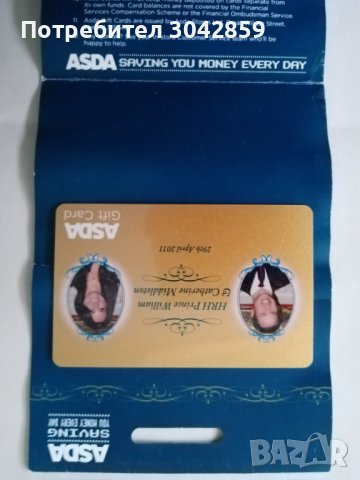 its own funds. Card balances are not covered by the Financial
Services Compensation Scheme or the Financial Ombudsman Service.
Потребител 3042859
happy to help.
ASDA SAVING YOU MONEY EVERY DAY
ASDA
Gift Card
29th April 2011
HRH Prince William
& Catherine Middleton
ASDA
SAVING
YOU MONEY EVERY DAY
BAZAR
bg